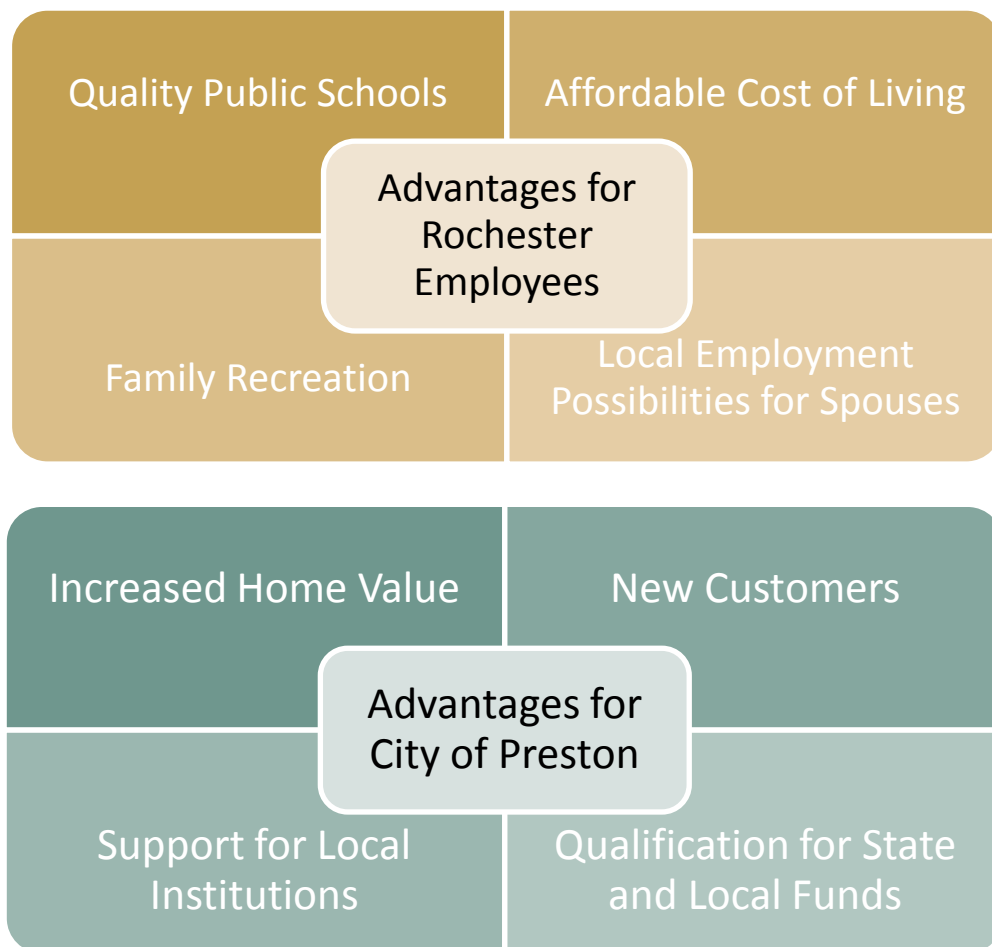 Quality Public Schools
Affordable Cost of Living
Advantages for
Rochester
Employees
Family Recreation
Local Employment
Possibilities for Spouses
Increased Home Value
New Customers
Advantages for
City of Preston
Support for Local
Institutions
Qualification for State
and Local Funds